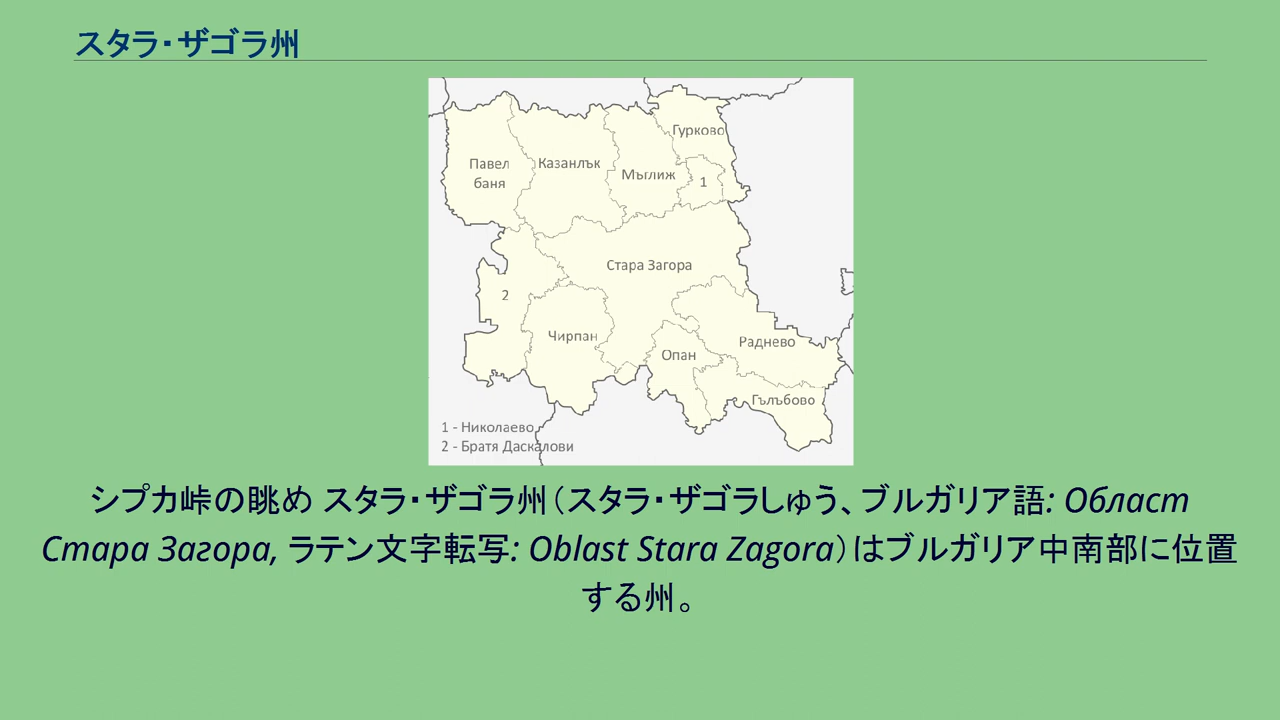 スタラ・ザゴラ州
Гурково
Павел
баня
Казанлък
Мъглиж
1
Стара Загора
2
Чирпан
Опан
Раднево
Гълъбово
1 - Николаево
2 - Братя Даскалови
シプカ峠の眺め スタラ・ザゴラ州（スタラ・ザゴラしゅう、ブルガリア語: Област
Стара Загора, ラテン文字転写: Oblast Stara Zagora）はブルガリア中南部に位置
する州。